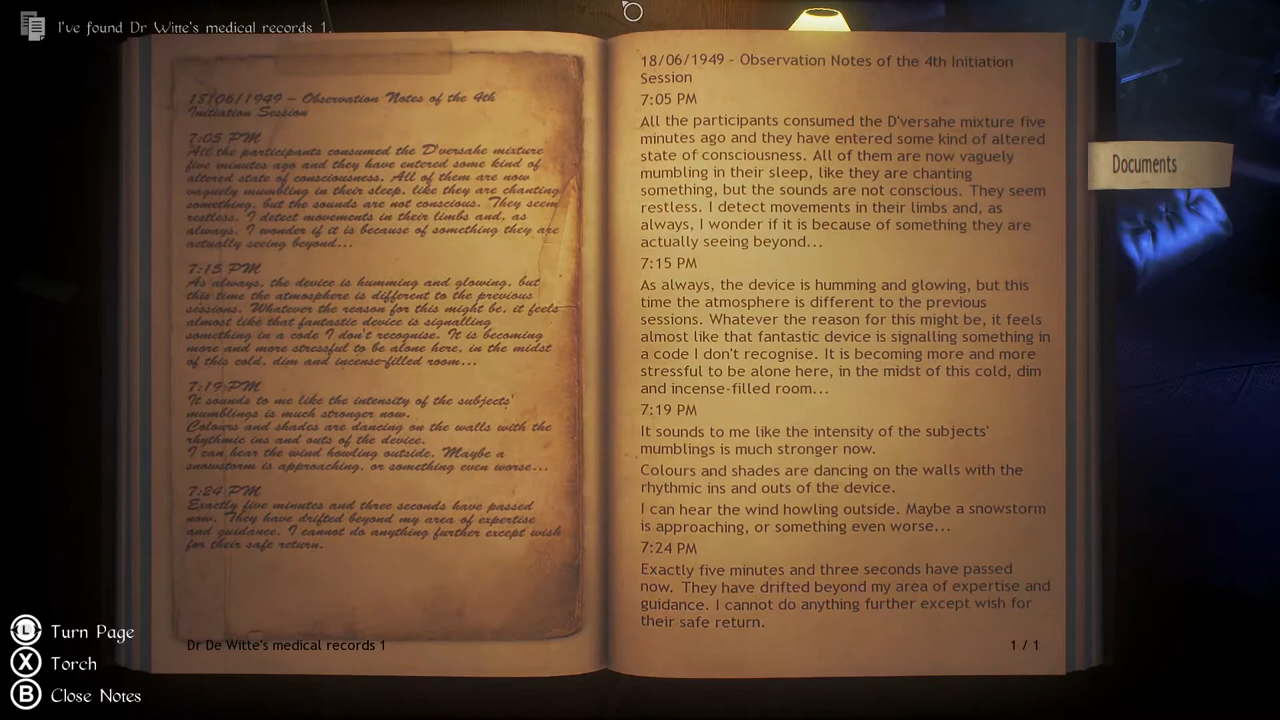 I've found Dr Witte's medical records 1.
18/06/1949 – Observation Notes of the 4th
Initiation Session
7:05 PM
All the participants consumed the D'versahe mixture
five minutes ago and they have entered some kind of
altered state of consciousness. All of them are now
vaguely mumbling in their sleep, like they are chanting
something, but the sounds are not conscious. They seem
restless. I detect movements in their limbs and, as
always, I wonder if it is because of something they are
actually seeing beyond...
7:15 PM
As always, the device is humming and glowing, but
this time the atmosphere is different to the previous
sessions. Whatever the reason for this might be, it feels
almost like that fantastic device is signalling
something in a code I don't recognise. It is becoming
more and more stressful to be alone here, in the midst
of this cold, dim and incense-filled room...
7:19 PM
It sounds to me like the intensity of the subjects'
mumblings is much stronger now.
Colours and shades are dancing on the walls with the
rhythmic ins and outs of the device.
I can hear the wind howling outside. Maybe a
snowstorm is approaching, or something even worse...
7:24 PM
Exactly five minutes and three seconds have passed
now. They have drifted beyond my area of expertise
and guidance. I cannot do anything further except wish
for their safe return.
Dr De Witte's medical records 1
18/06/1949 - Observation Notes of the 4th Initiation
Session
7:05 PM
All the participants consumed the D'versahe mixture five
minutes ago and they have entered some kind of altered
state of consciousness. All of them are now vaguely
mumbling in their sleep, like they are chanting
something, but the sounds are not conscious. They seem
restless. I detect movements in their limbs and, as
always, I wonder if it is because of something they are
actually seeing beyond...
7:15 PM
As always, the device is humming and glowing, but this
time the atmosphere is different to the previous
sessions. Whatever the reason for this might be, it feels
almost like that fantastic device is signalling something in
a code I don't recognise. It is becoming more and more
stressful to be alone here, in the midst of this cold, dim
and incense-filled room...
7:19 PM
It sounds to me like the intensity of the subjects'
mumblings is much stronger now.
Colours and shades are dancing on the walls with the
rhythmic ins and outs of the device.
I can hear the wind howling outside. Maybe a snowstorm
is approaching, or something even worse...
7:24 PM
Exactly five minutes and three seconds have passed
now. They have drifted beyond my area of expertise and
guidance. I cannot do anything further except wish for
their safe return.
1 / 1
Documents
L Turn Page
X Torch
B Close Notes